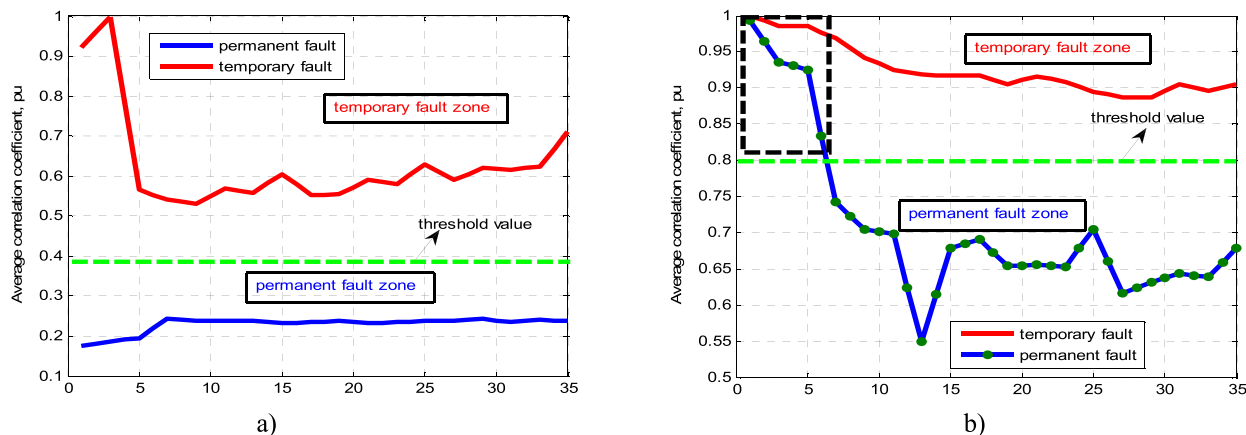 Average correlation coefficient, pu
1
0.9
0.8
0.7
0.6
0.5
0.4
0.3
0.2
0.1
permanent fault
temporary fault
temporary fault zone
threshold value
permanent fault zone
0 5 10 15 20 25 30 35
a)
Average correlation coefficient, pu
1
0.95
0.9
0.85
0.8
0.75
0.7
0.65
0.6
0.55
0.5
temporary fault zone
threshold value
permanent fault zone
temporary fault
permanent fault
0 5 10 15 20 25 30 35
b)